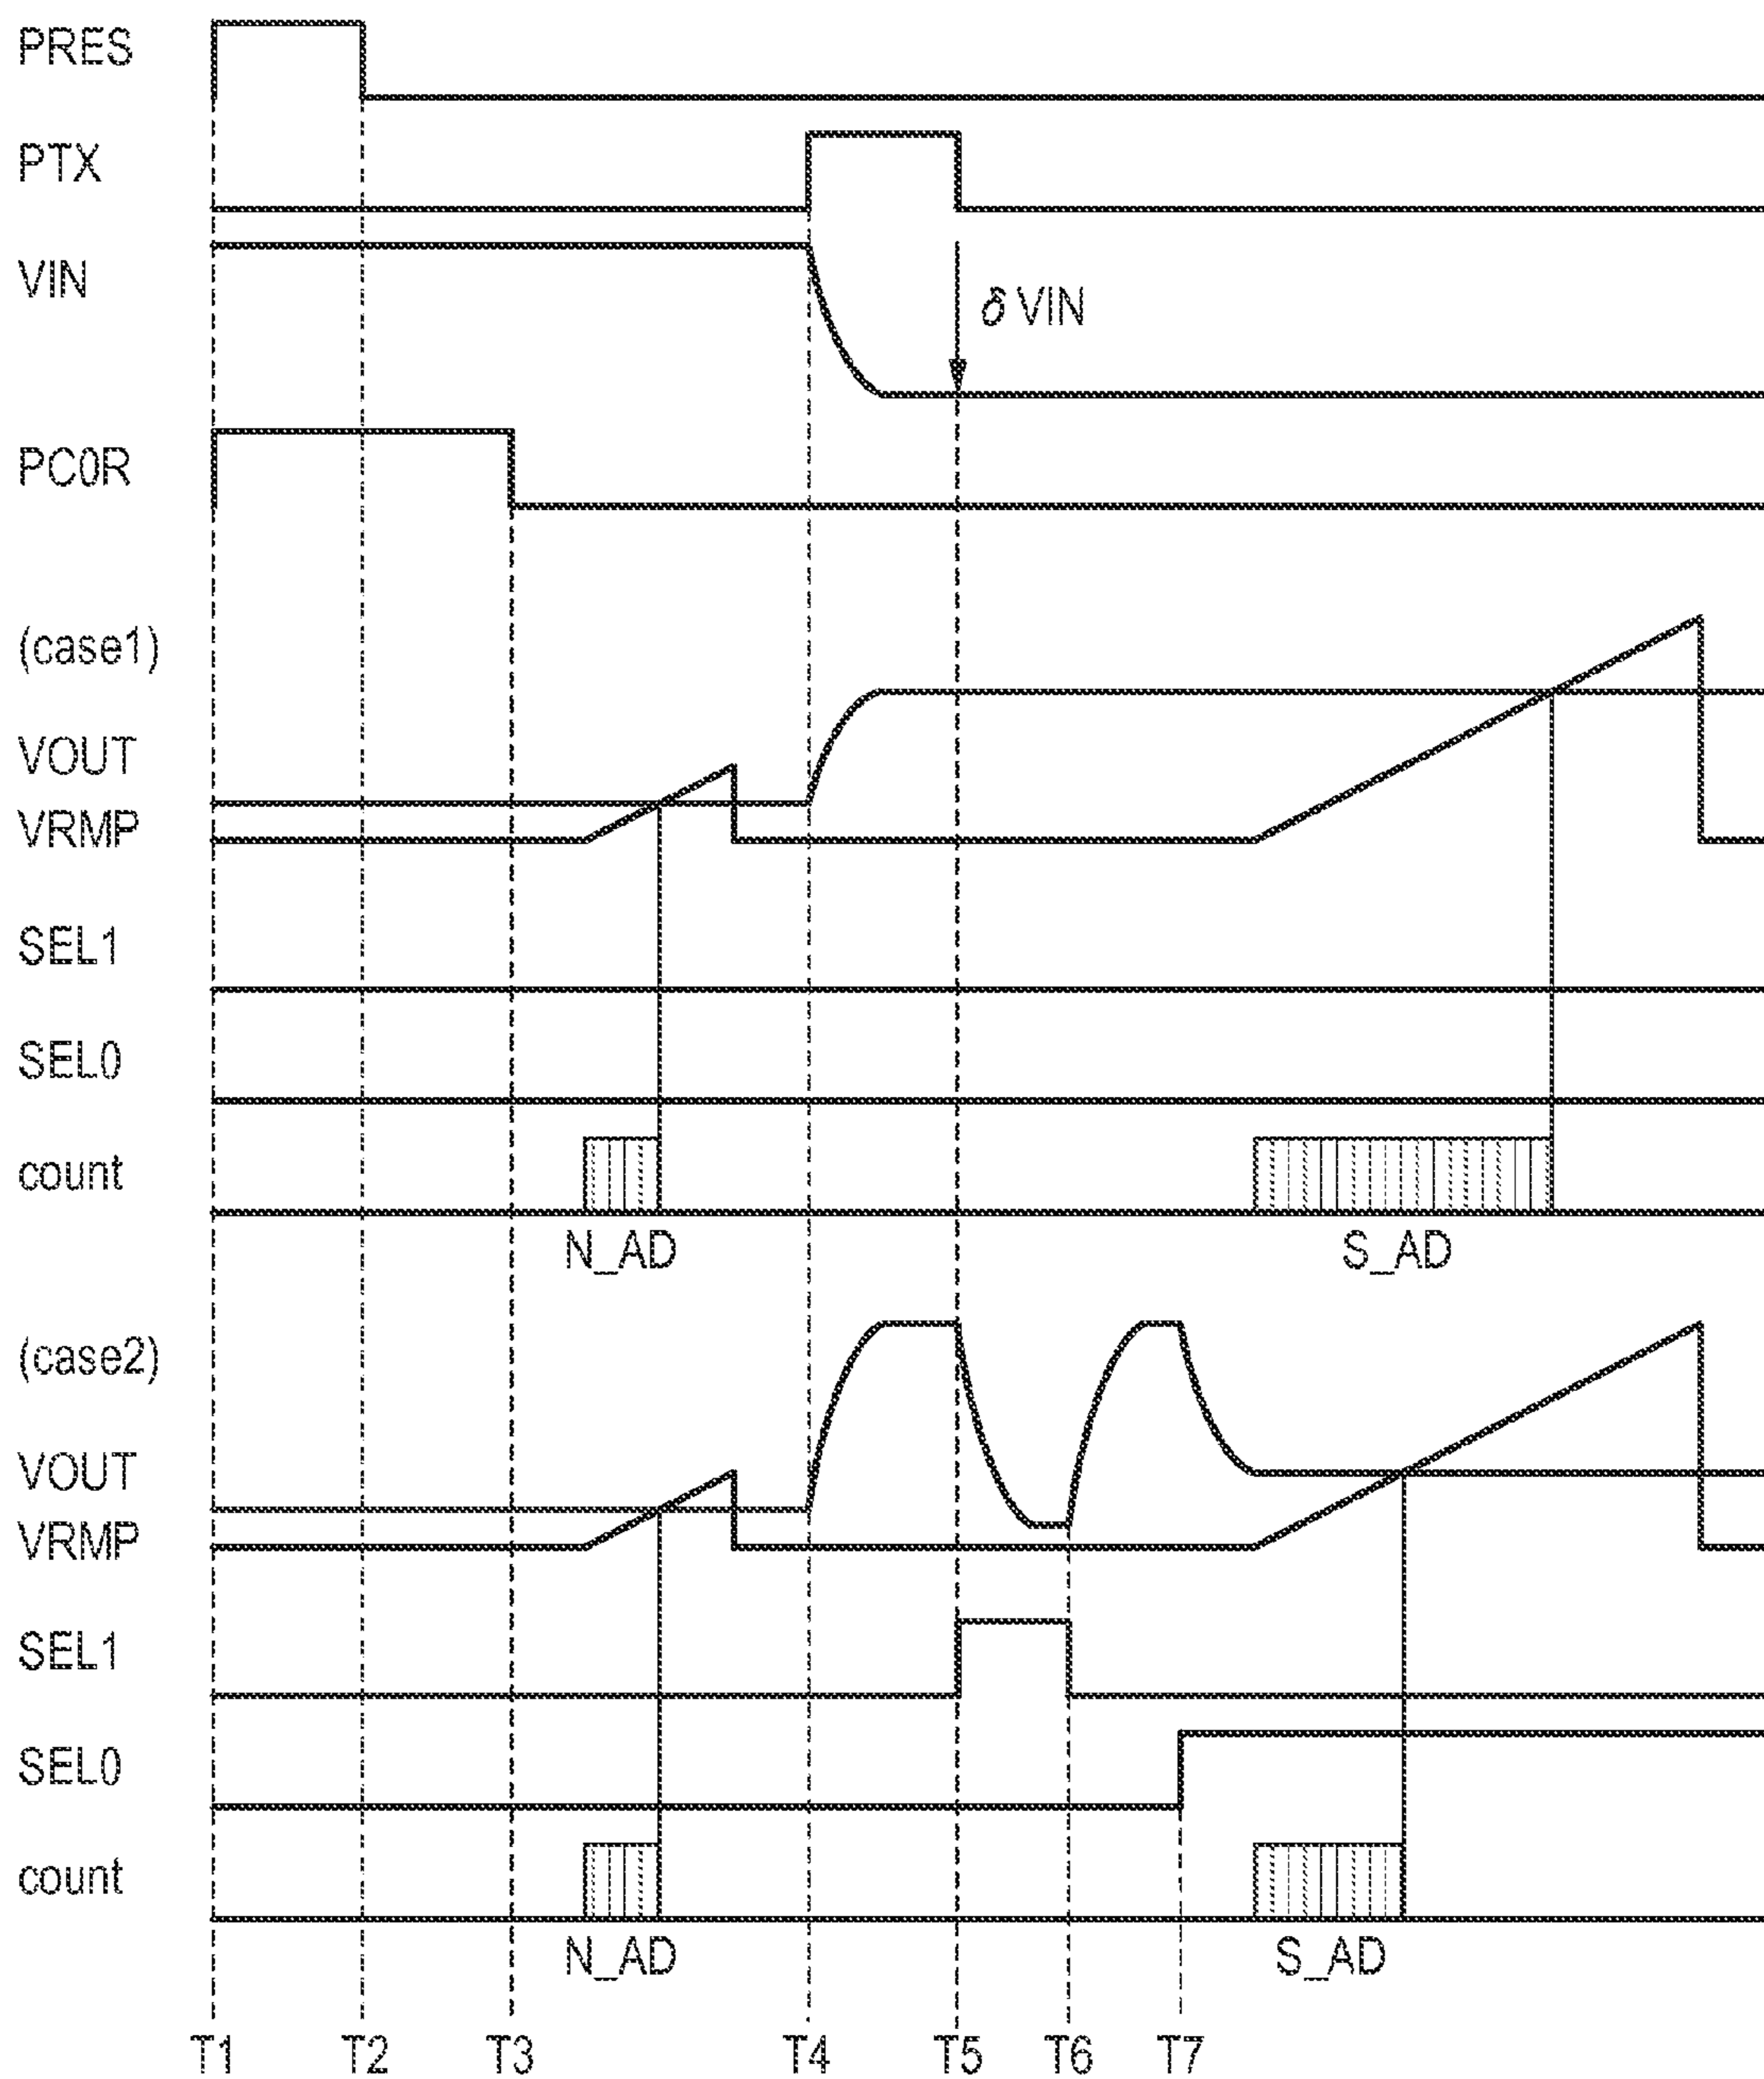 PRES
PTX
VIN
δ VIN
PC0R
(case1)
VOUT
VRMP
SEL1
SEL0
count
N_AD S_AD
(case2)
VOUT
VRMP
SEL1
SEL0
count
N_AD S_AD
T1 T2 T3 T4 T5 T6 T7